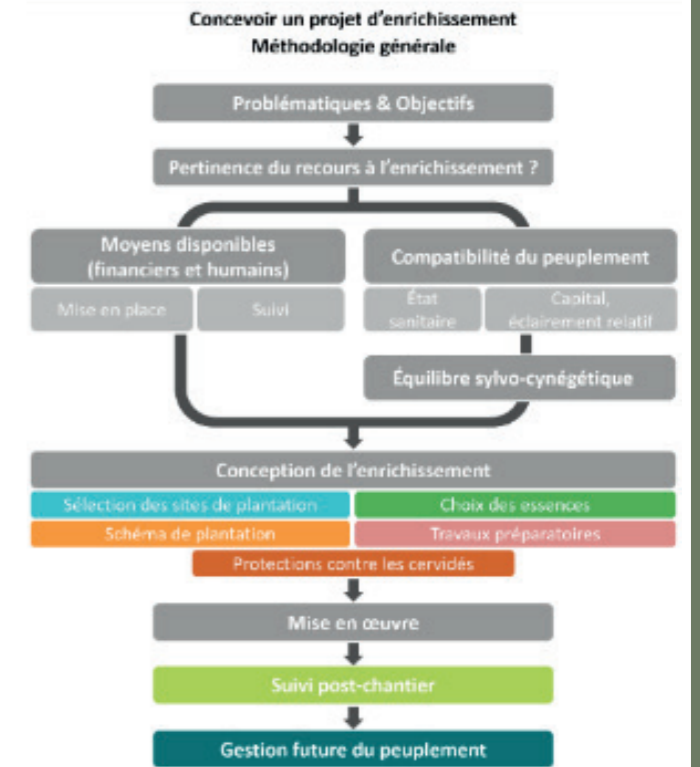 Concevoir un projet d'enrichissement
Méthodologie générale
Problématiques & Objectifs
Pertinence du recours à l'enrichissement ?
Moyens disponibles
(financiers et humains)
Mise en place
Suivi
Compatibilité du peuplement
État
sanitaire
Capital,
éclairement relatif
Équilibre sylvo-cynégétique
Conception de l'enrichissement
Sélection des sites de plantation
Choix des essences
Schéma de plantation
Travaux préparatoires
Protections contre les cervidés
Mise en œuvre
Suivi post-chantier
Gestion future du peuplement